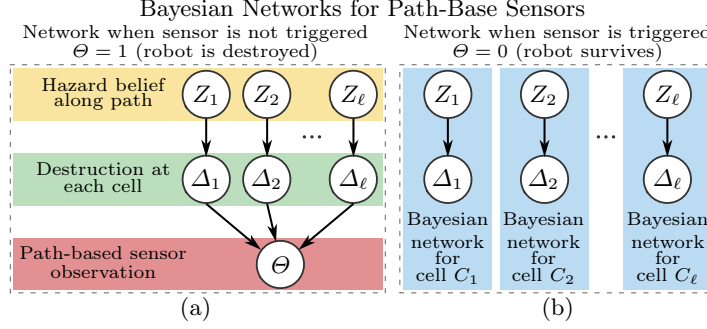 Bayesian Networks for Path-Base Sensors
Network when sensor is not triggered
Θ = 1 (robot is destroyed)
Hazard belief
along path
Z₁ Z₂ Zℓ
...
Destruction at
each cell
Δ₁ Δ₂ Δℓ
Path-based sensor
observation
Θ
(a)
Network when sensor is triggered
Θ = 0 (robot survives)
Z₁ Z₂ Zℓ
...
Δ₁ Δ₂ Δℓ
Bayesian
network
for
cell C₁
Bayesian
network
for
cell C₂
Bayesian
network
for
cell Cℓ
(b)